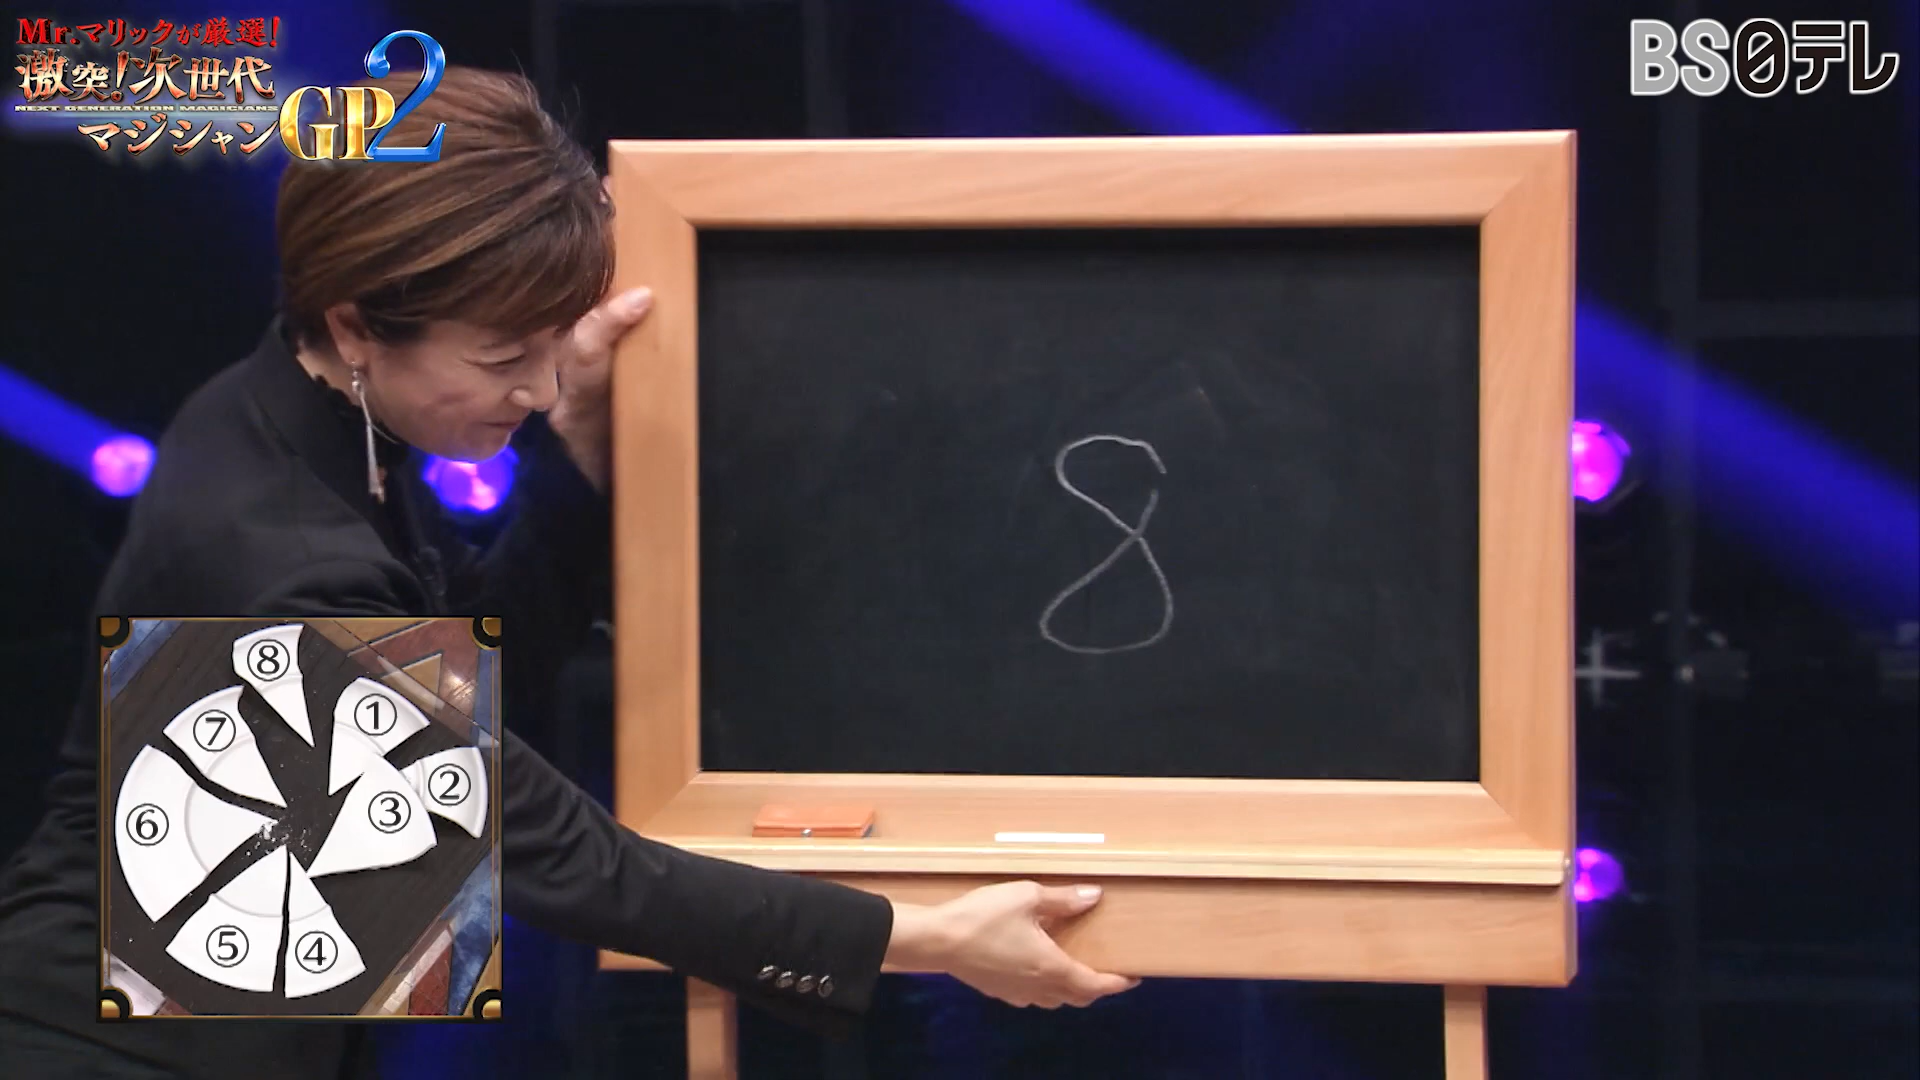 Mr.マリックが厳選!
激突!次世代
NEXT GENERATION MAGICIANS
マジシャンGP2
BS日テレ
8
⑧
①
⑦
②
③
⑥
⑤
④